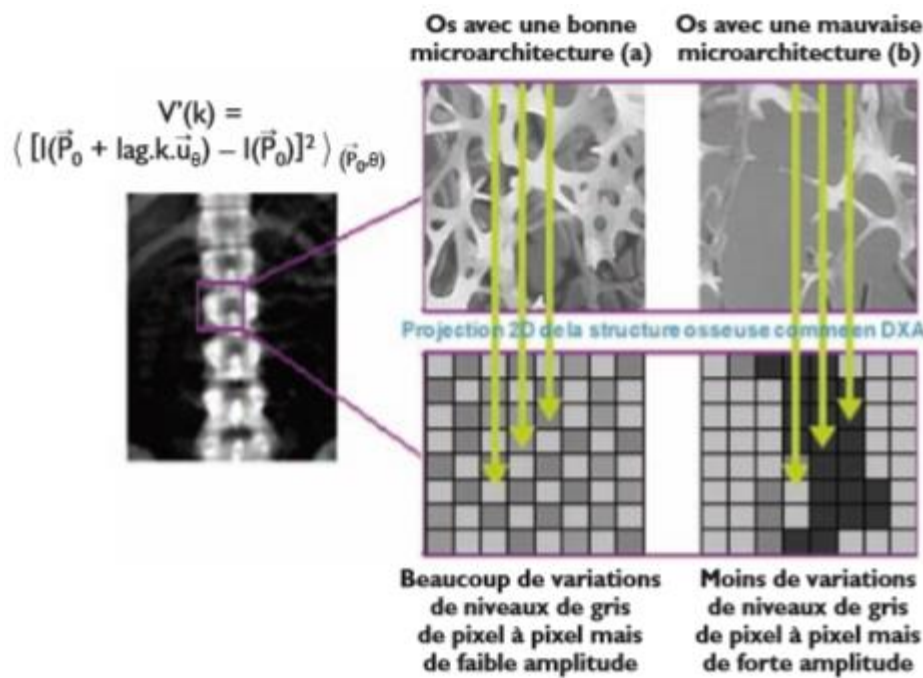 Os avec une bonne
microarchitecture (a)
Os avec une mauvaise
microarchitecture (b)
V'(k) =
⟨ [I(P⃗₀ + lag.k.u⃗θ) – I(P⃗₀)]² ⟩ (P⃗₀,θ)
Projection 2D de la structure osseuse comme en DXA
Beaucoup de variations
de niveaux de gris
de pixel à pixel mais
de faible amplitude
Moins de variations
de niveaux de gris
de pixel à pixel mais
de forte amplitude